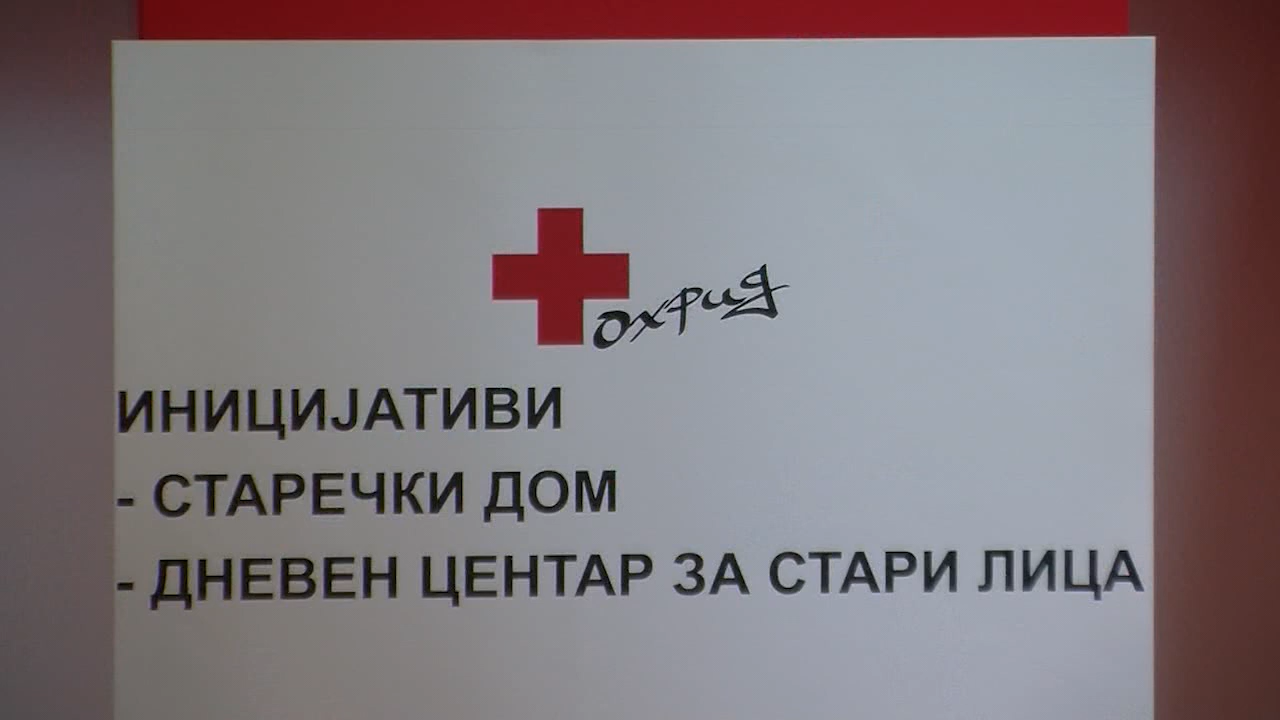 охрид
ИНИЦИЈАТИВИ
- СТАРЕЧКИ ДОМ
- ДНЕВЕН ЦЕНТАР ЗА СТАРИ ЛИЦА